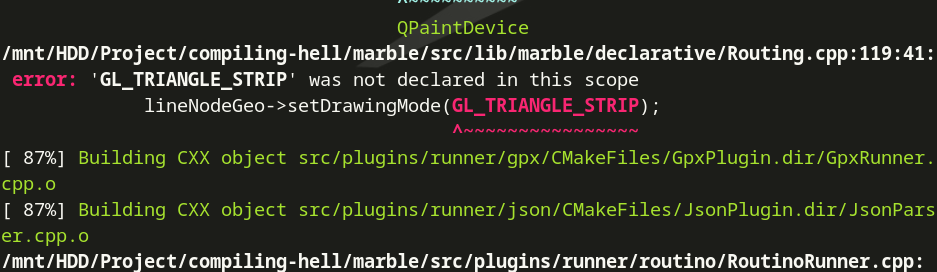 ^~~~~~~~~~~
QPaintDevice
/mnt/HDD/Project/compiling-hell/marble/src/lib/marble/declarative/Routing.cpp:119:41:
error: 'GL_TRIANGLE_STRIP' was not declared in this scope
lineNodeGeo->setDrawingMode(GL_TRIANGLE_STRIP);
^~~~~~~~~~~~~~~~~
[ 87%] Building CXX object src/plugins/runner/gpx/CMakeFiles/GpxPlugin.dir/GpxRunner.
cpp.o
[ 87%] Building CXX object src/plugins/runner/json/CMakeFiles/JsonPlugin.dir/JsonPars
er.cpp.o
/mnt/HDD/Project/compiling-hell/marble/src/plugins/runner/routino/RoutinoRunner.cpp: